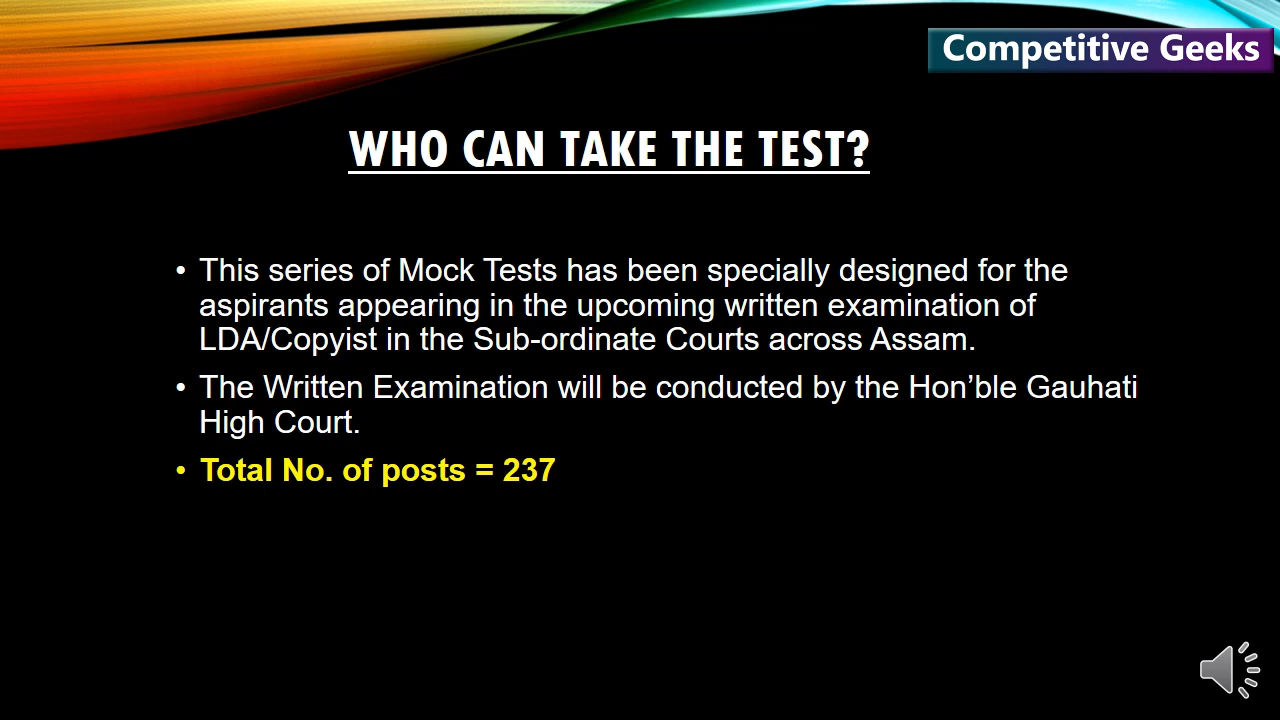 Competitive Geeks
WHO CAN TAKE THE TEST?
• This series of Mock Tests has been specially designed for the
aspirants appearing in the upcoming written examination of
LDA/Copyist in the Sub-ordinate Courts across Assam.
• The Written Examination will be conducted by the Hon’ble Gauhati
High Court.
• Total No. of posts = 237